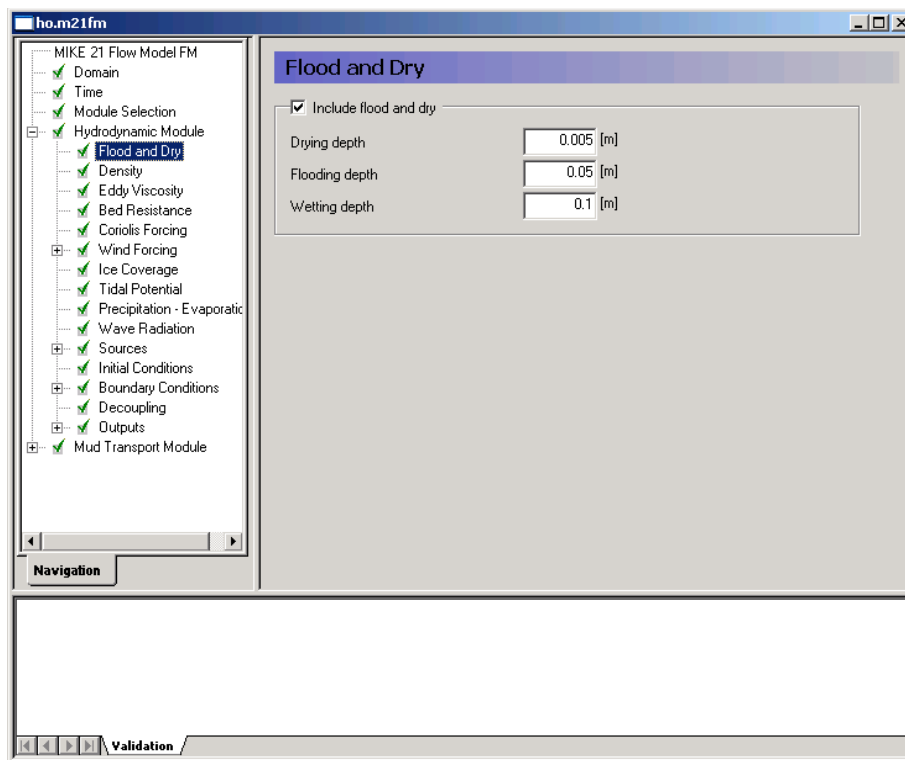 ho.m21fm
MIKE 21 Flow Model FM
Domain
Time
Module Selection
Hydrodynamic Module
Flood and Dry
Density
Eddy Viscosity
Bed Resistance
Coriolis Forcing
Wind Forcing
Ice Coverage
Tidal Potential
Precipitation - Evaporatic
Wave Radiation
Sources
Initial Conditions
Boundary Conditions
Decoupling
Outputs
Mud Transport Module
Navigation
Flood and Dry
Include flood and dry
Drying depth 0.005 [m]
Flooding depth 0.05 [m]
Wetting depth 0.1 [m]
Validation